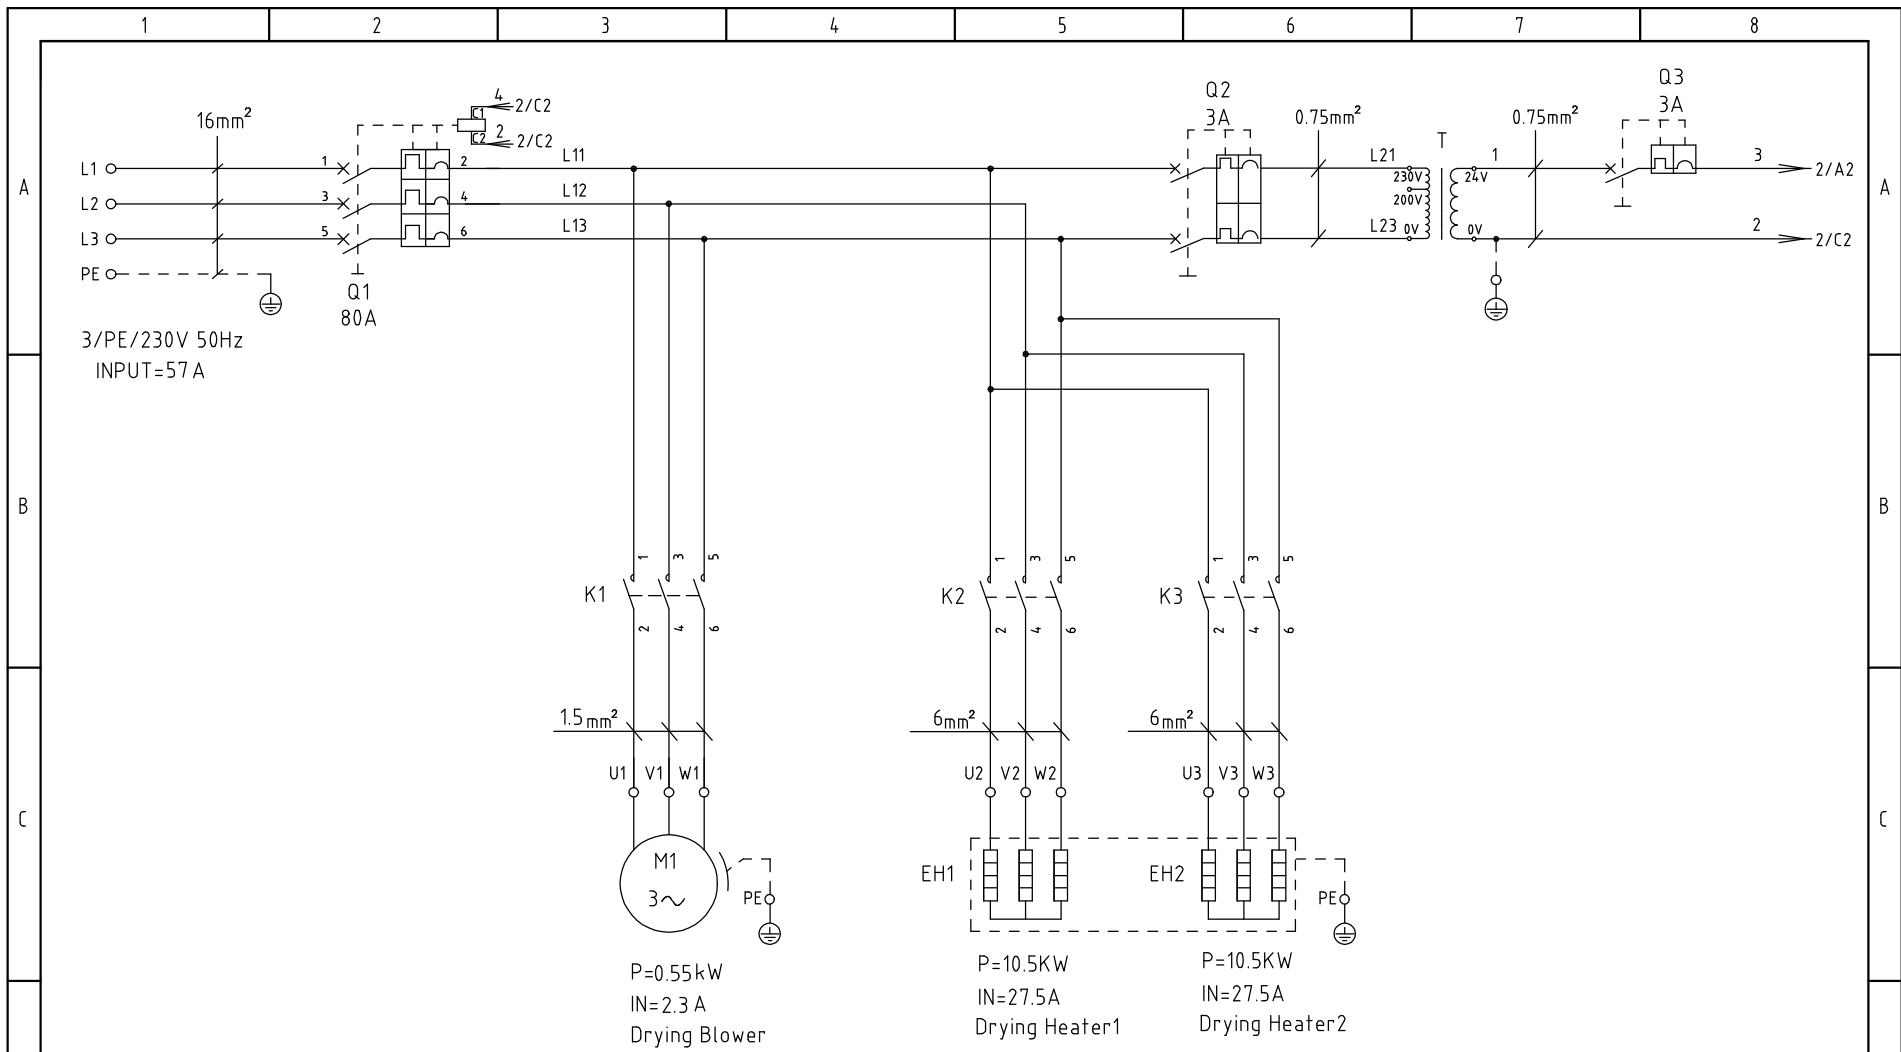 1 2 3 4 5 6 7 8
A
A
B
B
C
C
16mm²
L1
L2
L3
PE
3/PE/230V 50Hz
INPUT=57A
1
3
5
Q1
80A
2
4
6
C1
C2
4
2/C2
2
2/C2
L11
L12
L13
Q2
3A
0.75mm²
L21
230V
200V
L23 0V
T
24V
0V
1
0.75mm²
Q3
3A
3
2/A2
2
2/C2
K1
1 3 5
2 4 6
K2
1 3 5
2 4 6
K3
1 3 5
2 4 6
1.5mm²
6mm²
6mm²
U1 V1 W1
U2 V2 W2
U3 V3 W3
M1
3~
PE
EH1
EH2
PE
P=0.55kW
IN=2.3A
Drying Blower
P=10.5KW
IN=27.5A
Drying Heater1
P=10.5KW
IN=27.5A
Drying Heater2